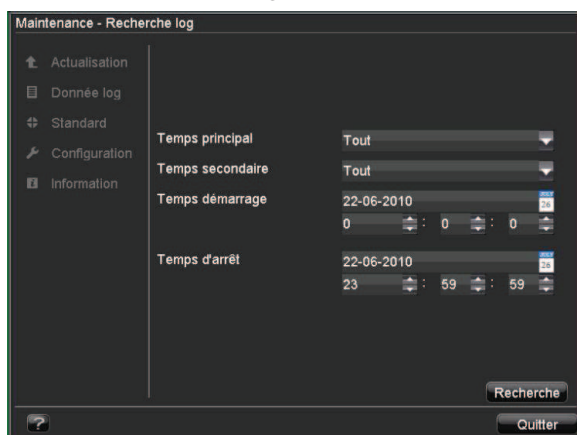 Maintenance - Recherche log
Actualisation
Donnée log
Standard
Configuration
Information
Temps principal
Tout
Temps secondaire
Tout
Temps démarrage
22-06-2010
0 : 0 : 0
Temps d'arrêt
22-06-2010
23 : 59 : 59
Recherche
?
Quitter